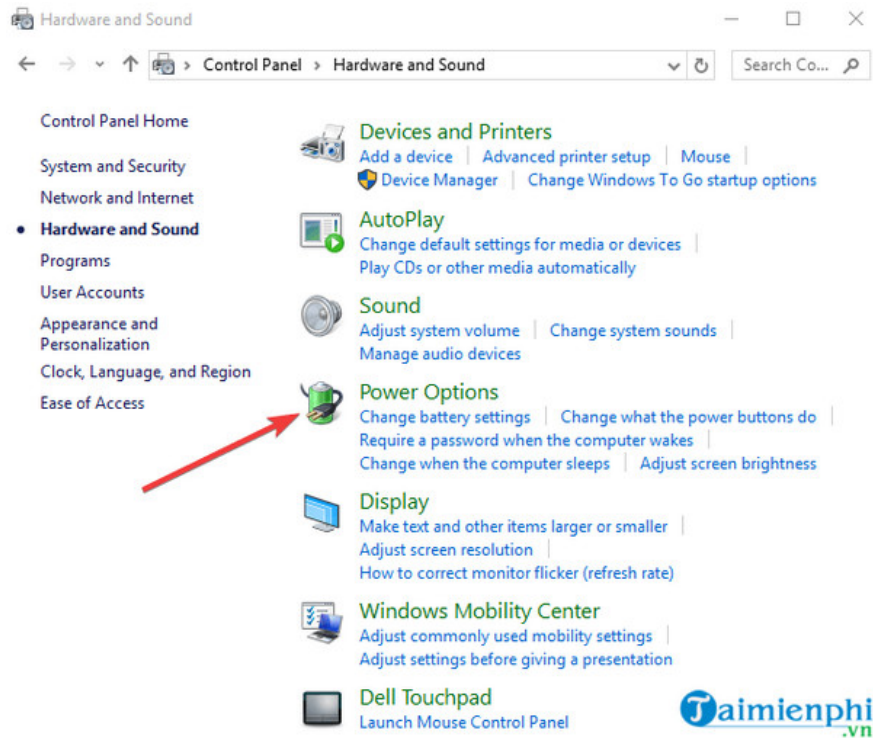 Hardware and Sound
Control Panel > Hardware and Sound
Search Co...
Control Panel Home
System and Security
Network and Internet
Hardware and Sound
Programs
User Accounts
Appearance and
Personalization
Clock, Language, and Region
Ease of Access
Devices and Printers
Add a device | Advanced printer setup | Mouse |
Device Manager | Change Windows To Go startup options
AutoPlay
Change default settings for media or devices |
Play CDs or other media automatically
Sound
Adjust system volume | Change system sounds |
Manage audio devices
Power Options
Change battery settings | Change what the power buttons do |
Require a password when the computer wakes |
Change when the computer sleeps | Adjust screen brightness
Display
Make text and other items larger or smaller |
Adjust screen resolution |
How to correct monitor flicker (refresh rate)
Windows Mobility Center
Adjust commonly used mobility settings |
Adjust settings before giving a presentation
Dell Touchpad
Launch Mouse Control Panel
Taimienphi
.vn